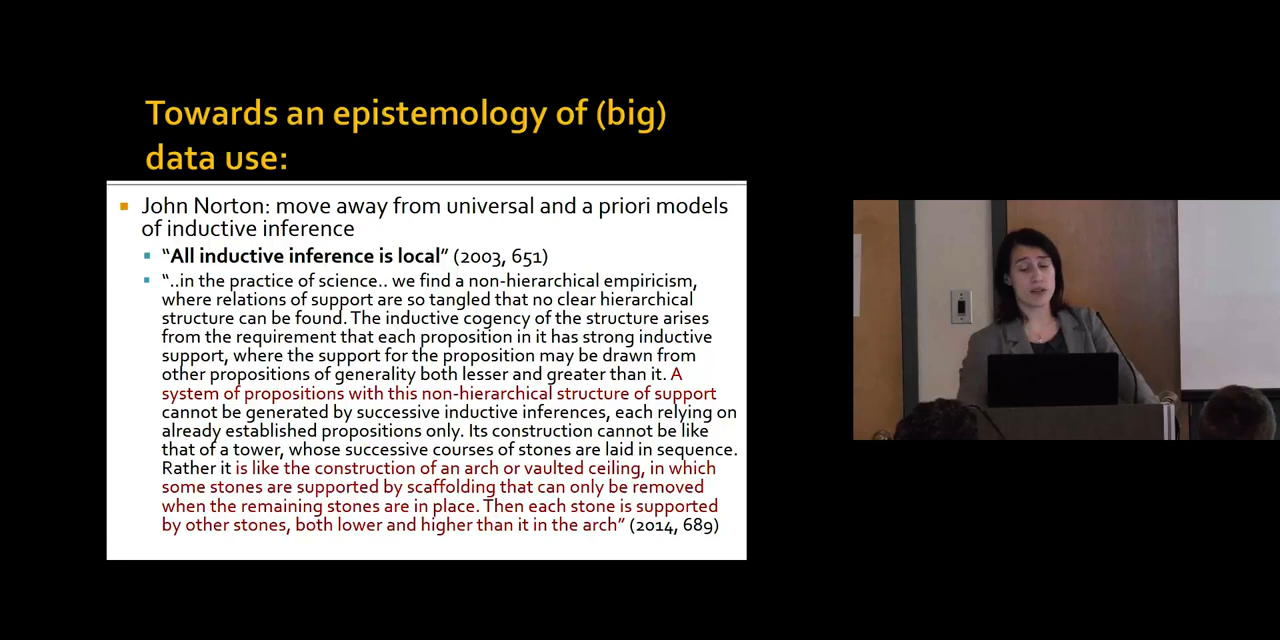 Towards an epistemology of (big)
data use:
John Norton: move away from universal and a priori models
of inductive inference
“All inductive inference is local” (2003, 651)
“..in the practice of science.. we find a non-hierarchical empiricism,
where relations of support are so tangled that no clear hierarchical
structure can be found. The inductive cogency of the structure arises
from the requirement that each proposition in it has strong inductive
support, where the support for the proposition may be drawn from
other propositions of generality both lesser and greater than it. A
system of propositions with this non-hierarchical structure of support
cannot be generated by successive inductive inferences, each relying on
already established propositions only. Its construction cannot be like
that of a tower, whose successive courses of stones are laid in sequence.
Rather it is like the construction of an arch or vaulted ceiling, in which
some stones are supported by scaffolding that can only be removed
when the remaining stones are in place. Then each stone is supported
by other stones, both lower and higher than it in the arch” (2014, 689)